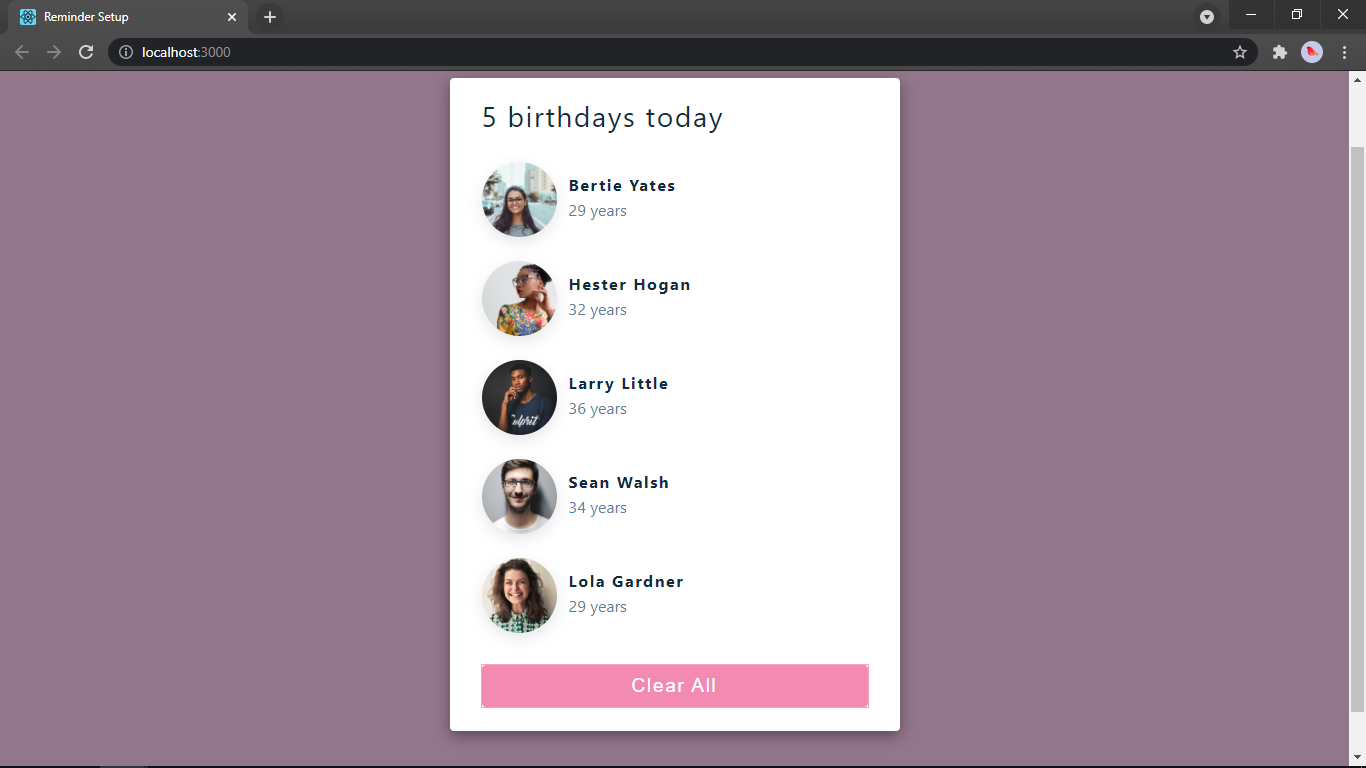 Reminder Setup
localhost:3000
5 birthdays today
Bertie Yates
29 years
Hester Hogan
32 years
Larry Little
36 years
Sean Walsh
34 years
Lola Gardner
29 years
Clear All